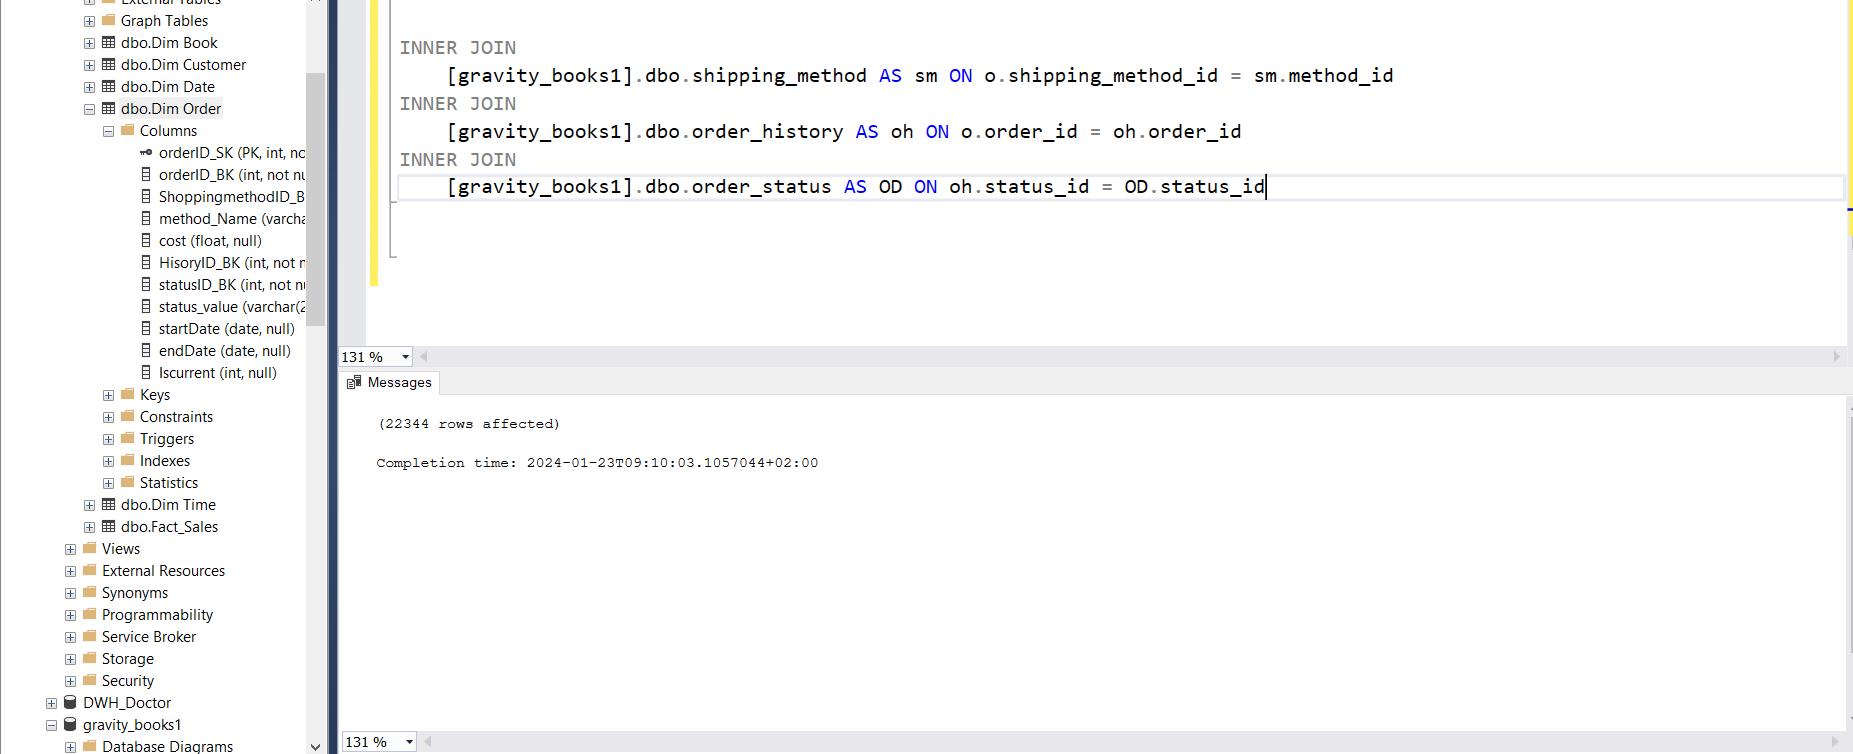 External Tables
Graph Tables
dbo.Dim Book
dbo.Dim Customer
dbo.Dim Date
dbo.Dim Order
Columns
orderID_SK (PK, int, no
orderID_BK (int, not nu
ShoppingmethodID_B
method_Name (varcha
cost (float, null)
HisoryID_BK (int, not n
statusID_BK (int, not nu
status_value (varchar(2
startDate (date, null)
endDate (date, null)
Iscurrent (int, null)
Keys
Constraints
Triggers
Indexes
Statistics
dbo.Dim Time
dbo.Fact_Sales
Views
External Resources
Synonyms
Programmability
Service Broker
Storage
Security
DWH_Doctor
gravity_books1
Database Diagrams
INNER JOIN
[gravity_books1].dbo.shipping_method AS sm ON o.shipping_method_id = sm.method_id
INNER JOIN
[gravity_books1].dbo.order_history AS oh ON o.order_id = oh.order_id
INNER JOIN
[gravity_books1].dbo.order_status AS OD ON oh.status_id = OD.status_id
131 %
Messages
(22344 rows affected)
Completion time: 2024-01-23T09:10:03.1057044+02:00
131 %